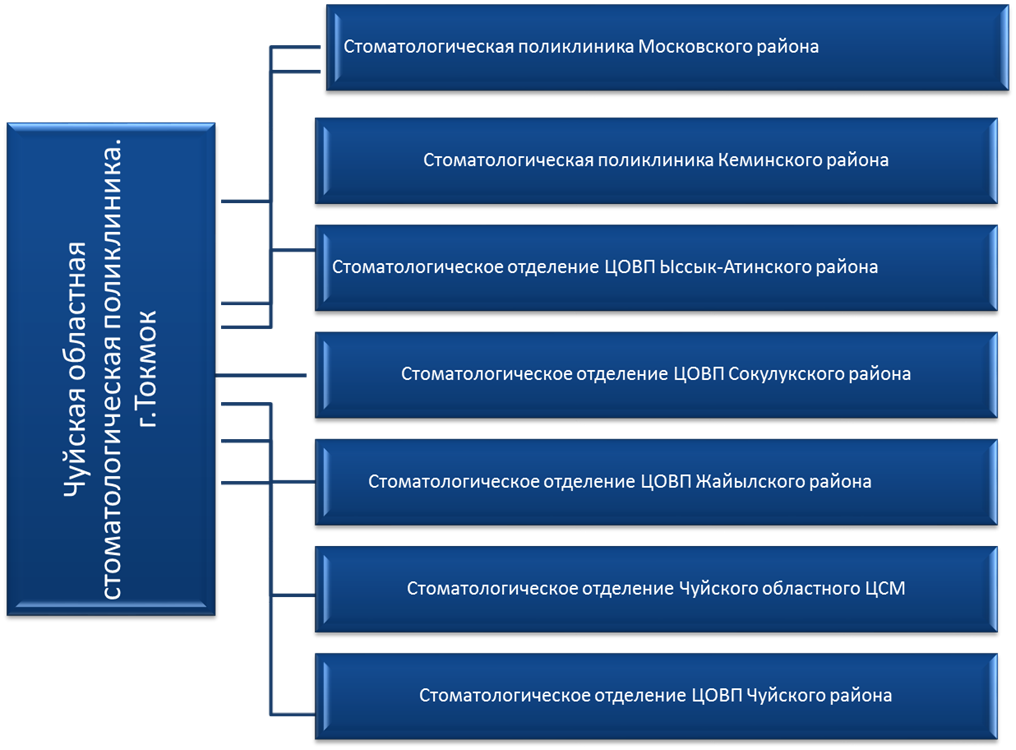 Чуйская областная
стоматологическая поликлиника.
г.Токмок
Стоматологическая поликлиника Московского района
Стоматологическая поликлиника Кеминского района
Стоматологическое отделение ЦОВП Ыссык-Атинского района
Стоматологическое отделение ЦОВП Сокулукского района
Стоматологическое отделение ЦОВП Жайылского района
Стоматологическое отделение Чуйского областного ЦСМ
Стоматологическое отделение ЦОВП Чуйского района